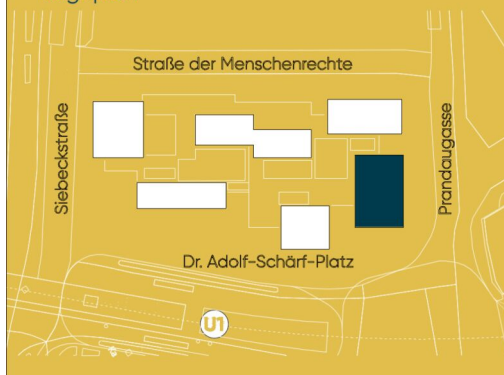 Straße der Menschenrechte
Siebeckstraße
Prandaugasse
Dr. Adolf-Schärf-Platz
U1